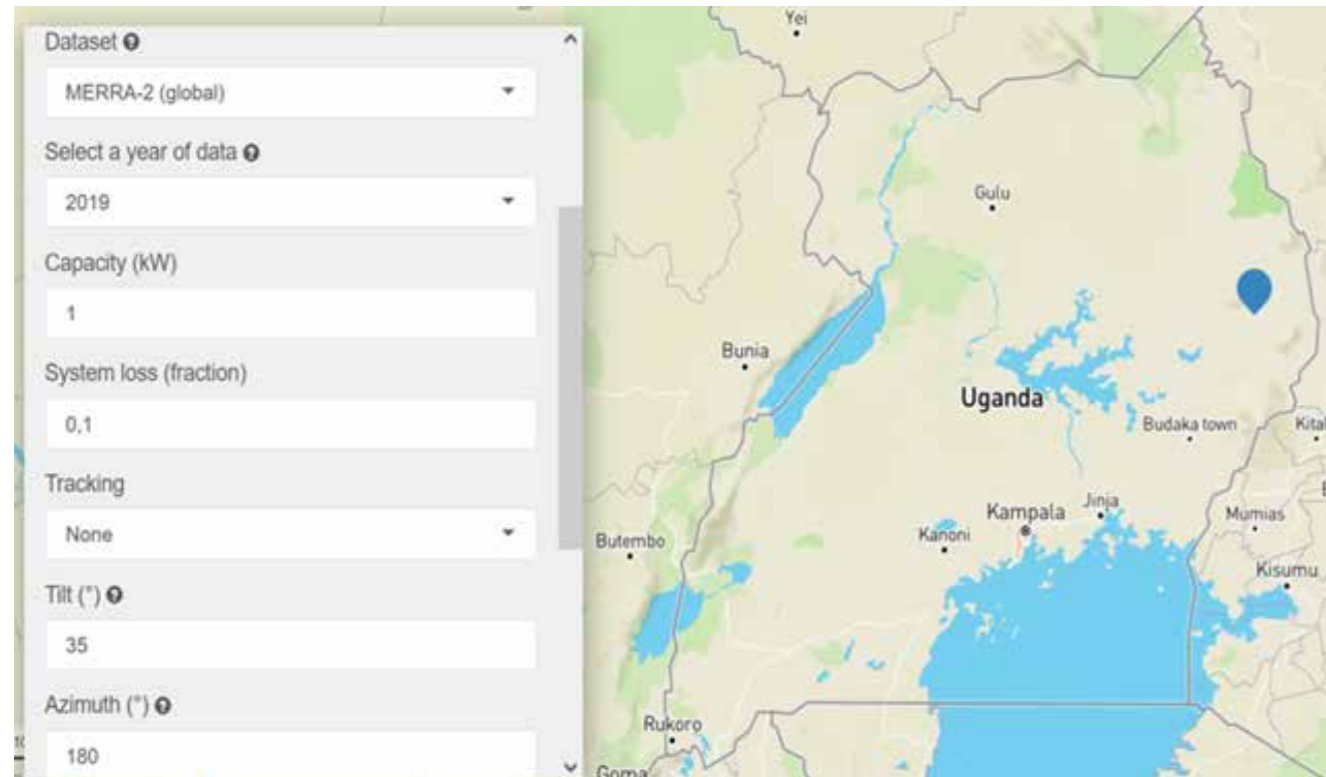 Dataset
MERRA-2 (global)
Select a year of data
2019
Capacity (kW)
1
System loss (fraction)
0,1
Tracking
None
Tilt (°)
35
Azimuth (°)
180
Yei
Gulu
Bunia
Uganda
Budaka town
Kital
Kampala
Jinja
Kanoni
Mumias
Butembo
Kisumu
Rukoro
Goma
10